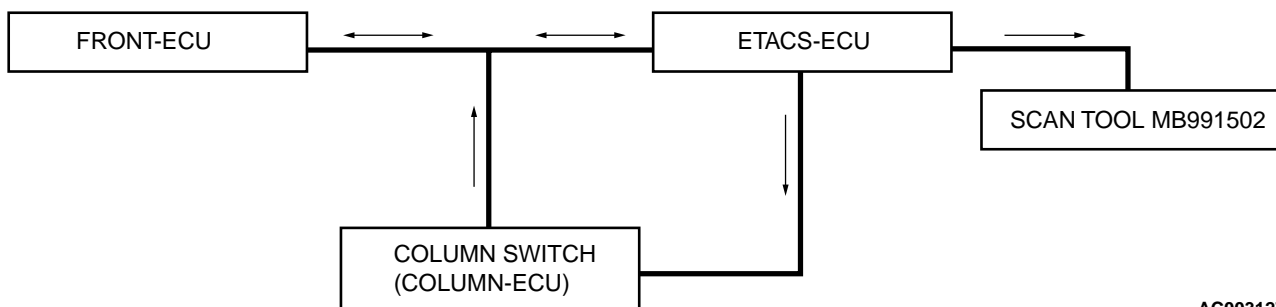 FRONT-ECU
ETACS-ECU
SCAN TOOL MB991502
COLUMN SWITCH
(COLUMN-ECU)